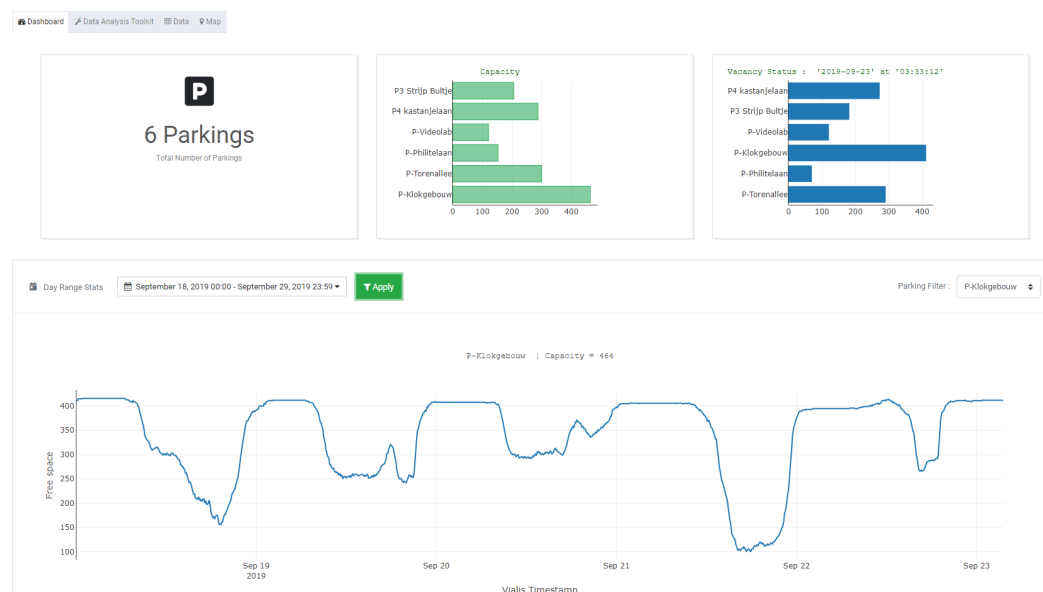 Dashboard
Data Analysis Toolkit
Data
Map
P
6 Parkings
Total Number of Parkings
Capacity
P3 Strijp Bultje
P4 kastanjelaan
P-Videolab
P-Philitelaan
P-Torenallee
P-Klokgebouw
0 100 200 300 400
Vacancy Status : '2019-09-23' at '03:33:12'
P4 kastanjelaan
P3 Strijp Bultje
P-Videolab
P-Klokgebouw
P-Philitelaan
P-Torenallee
0 100 200 300 400
Day Range Stats
September 18, 2019 00:00 - September 29, 2019 23:59
Apply
Parking Filter :
P-Klokgebouw
P-Klokgebouw | Capacity = 464
Free space
400
350
300
250
200
150
100
Sep 19
2019
Sep 20
Sep 21
Sep 22
Sep 23
Vialis Timestamp